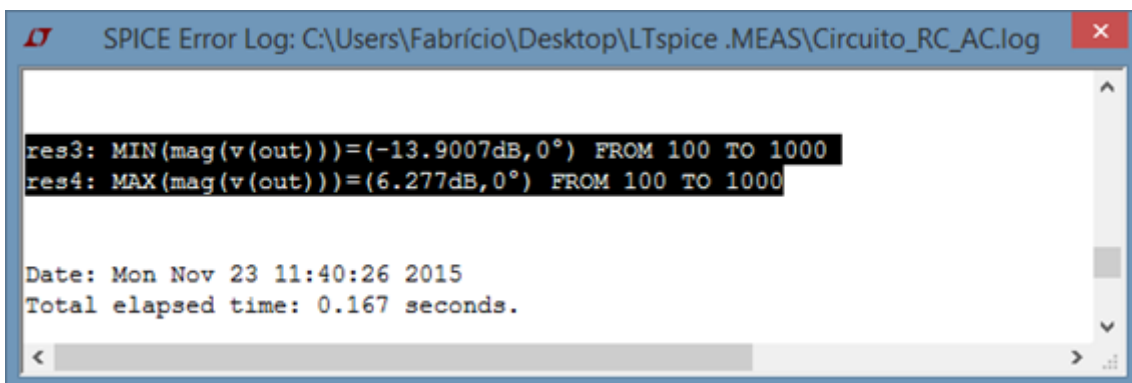 SPICE Error Log: C:\Users\Fabrício\Desktop\LTspice .MEAS\Circuito_RC_AC.log
res3: MIN(mag(v(out)))=(-13.9007dB,0°) FROM 100 TO 1000
res4: MAX(mag(v(out)))=(6.277dB,0°) FROM 100 TO 1000
Date: Mon Nov 23 11:40:26 2015
Total elapsed time: 0.167 seconds.